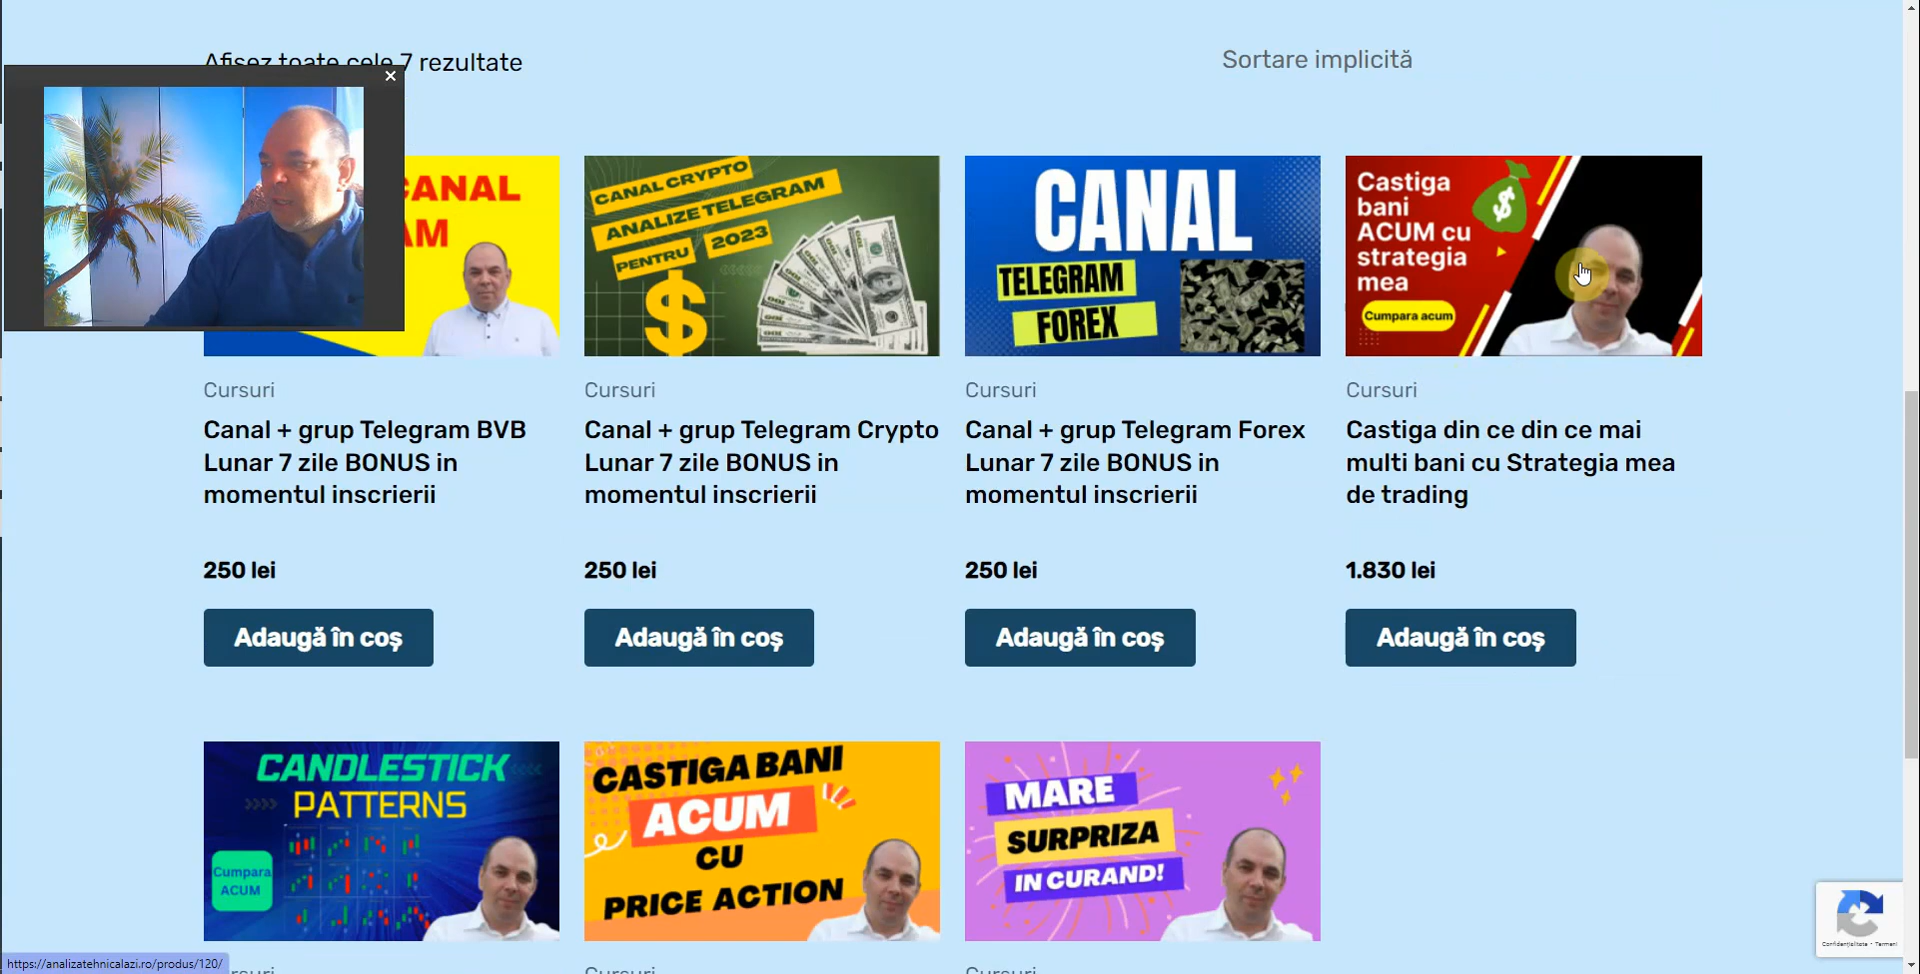 Afișez toate cele 7 rezultate
Sortare implicită
×
CANAL
AM
CANAL CRYPTO
ANALIZE TELEGRAM
PENTRU 2023
$
CANAL
TELEGRAM
FOREX
Castiga
bani
ACUM cu
strategia
mea
$
Cumpara acum
Cursuri
Cursuri
Cursuri
Cursuri
Canal + grup Telegram BVB
Lunar 7 zile BONUS in
momentul inscrierii
Canal + grup Telegram Crypto
Lunar 7 zile BONUS in
momentul inscrierii
Canal + grup Telegram Forex
Lunar 7 zile BONUS in
momentul inscrierii
Castiga din ce din ce mai
multi bani cu Strategia mea
de trading
250 lei
250 lei
250 lei
1.830 lei
Adaugă în coș
Adaugă în coș
Adaugă în coș
Adaugă în coș
CANDLESTICK
PATTERNS
Cumpara
ACUM
CASTIGA BANI
ACUM
CU
PRICE ACTION
MARE
SURPRIZA
IN CURAND!
Confidențialitate - Termeni
https://analizatehnicalazi.ro/produs/120/
Cursuri
Cursuri